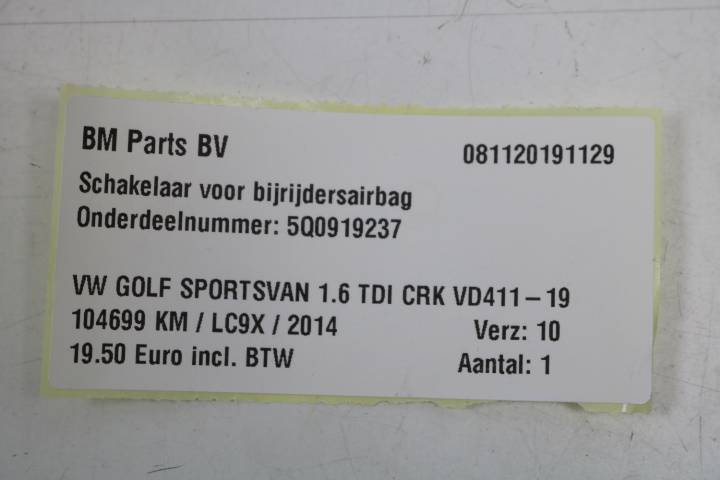 BM Parts BV 081120191129
Schakelaar voor bijrijdersairbag
Onderdeelnummer: 5Q0919237
VW GOLF SPORTSVAN 1.6 TDI CRK VD411-19
104699 KM / LC9X / 2014 Verz: 10
19.50 Euro incl. BTW Aantal: 1